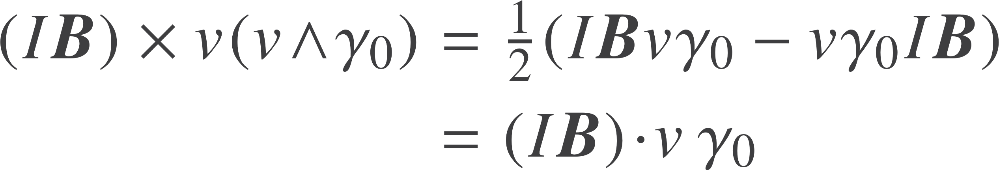 (I𝑩) × v(v ∧ γ₀) = ½(I𝑩vγ₀ − vγ₀I𝑩)
= (I𝑩)·v γ₀